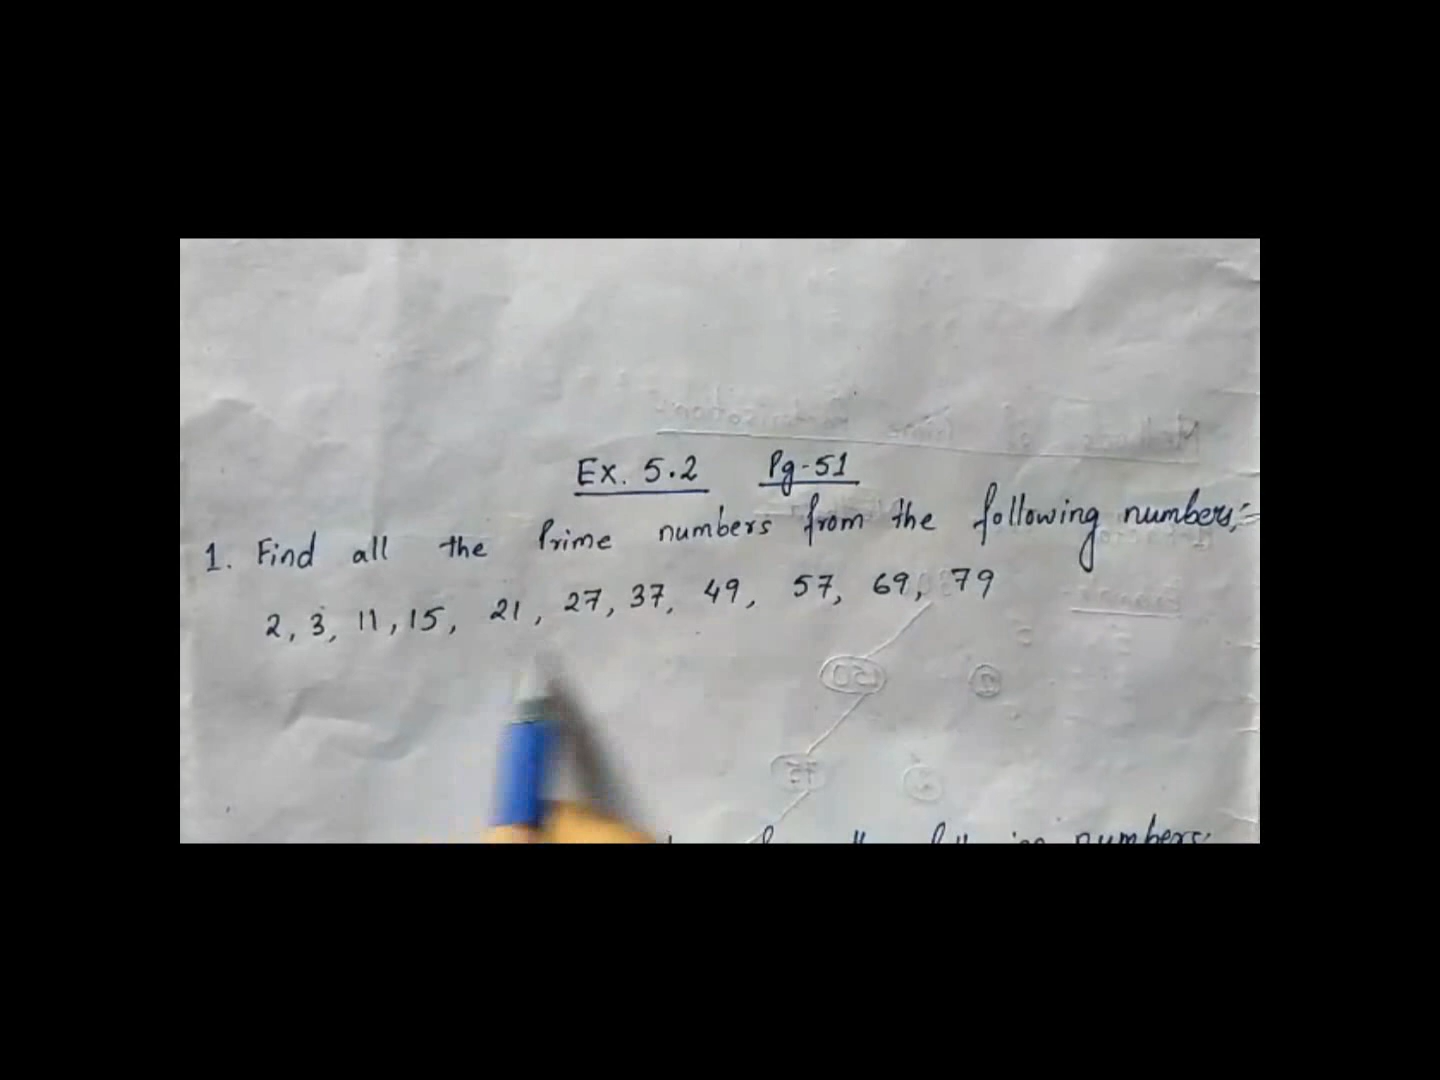 Ex. 5.2 Pg-51
1. Find all the Prime numbers from the following numbers:-
2, 3, 11, 15, 21, 27, 37, 49, 57, 69, 79
numbers: